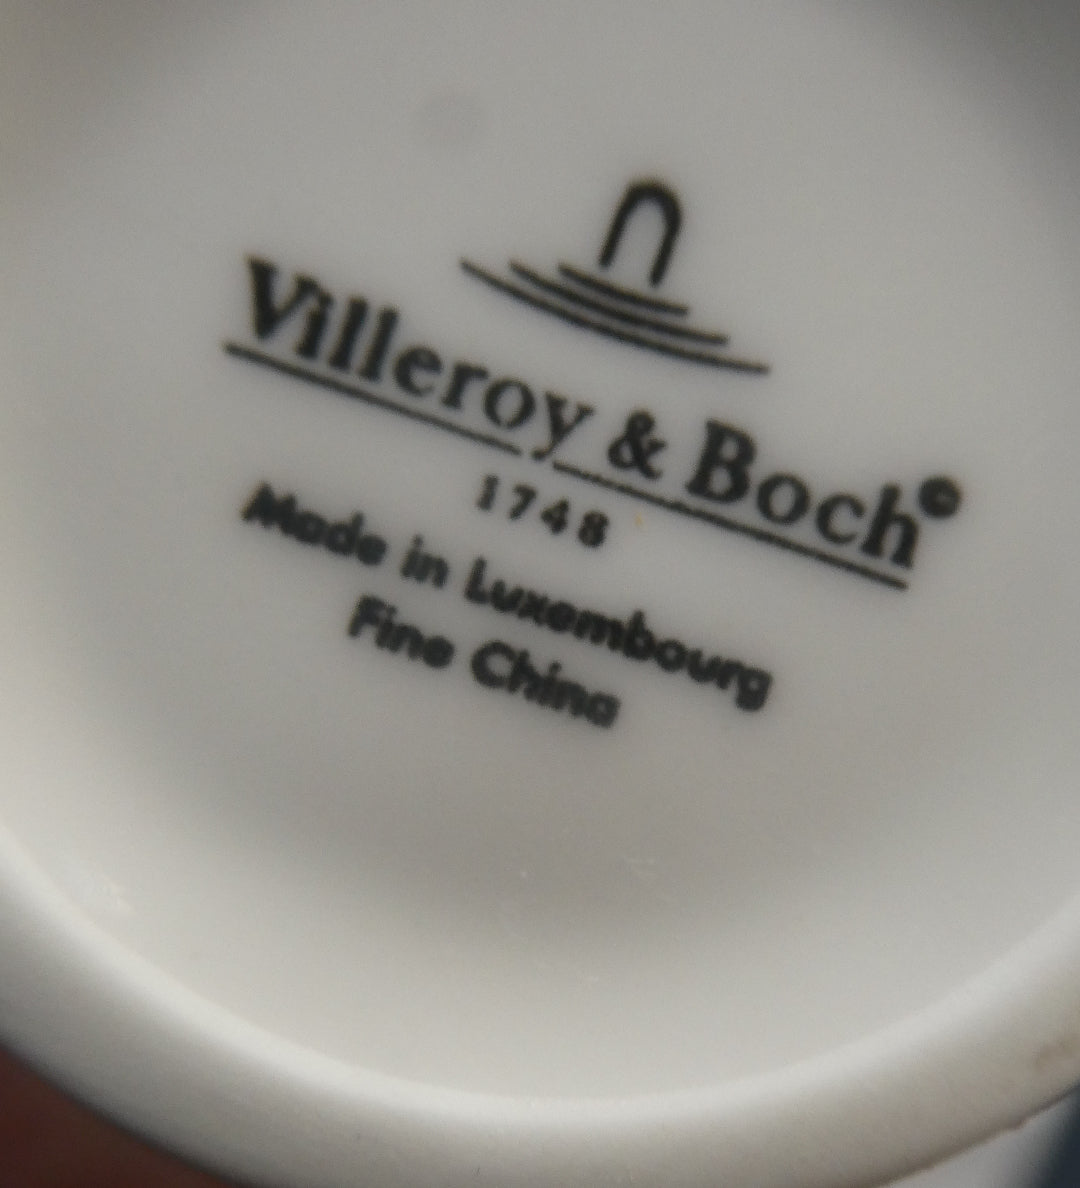 Villeroy & Boch©
1748
Made in Luxembourg
Fine China